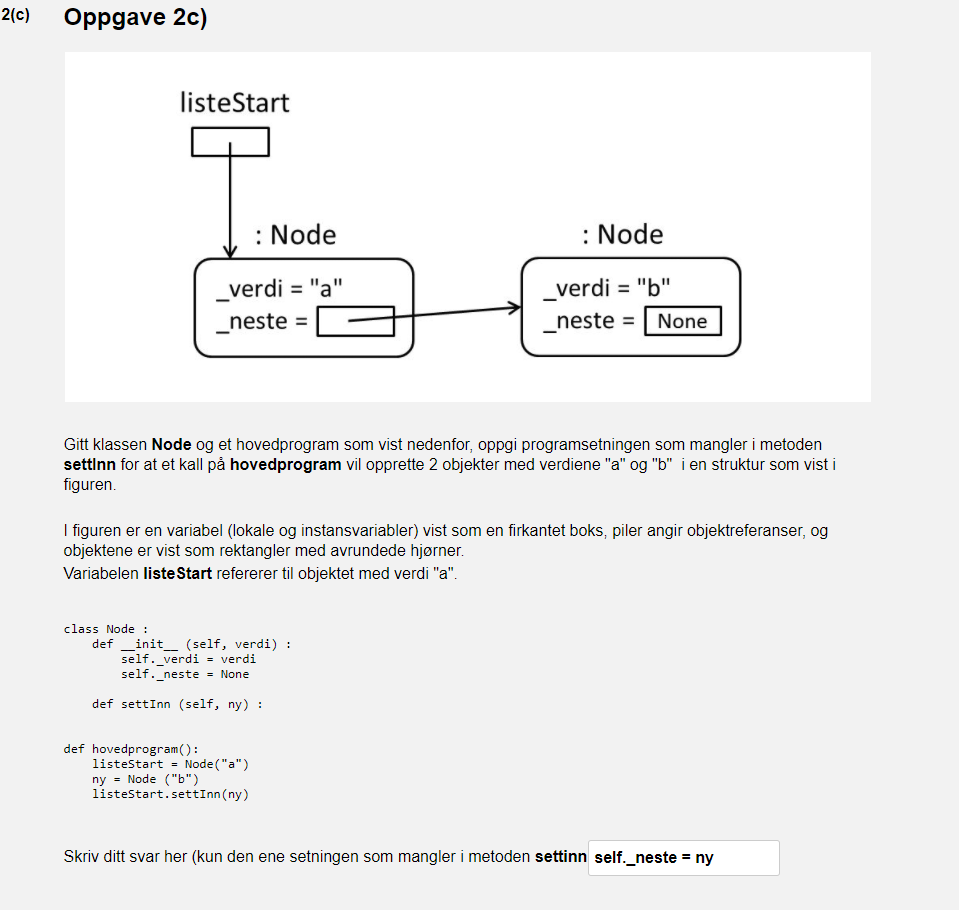 2(c)
Oppgave 2c)
listeStart
: Node
: Node
_verdi = "a"
_neste =
_verdi = "b"
_neste = None
Gitt klassen Node og et hovedprogram som vist nedenfor, oppgi programsetningen som mangler i metoden
settInn for at et kall på hovedprogram vil opprette 2 objekter med verdiene "a" og "b"  i en struktur som vist i
figuren.
I figuren er en variabel (lokale og instansvariabler) vist som en firkantet boks, piler angir objektreferanser, og
objektene er vist som rektangler med avrundede hjørner.
Variabelen listeStart refererer til objektet med verdi "a".
class Node :
    def __init__ (self, verdi) :
        self._verdi = verdi
        self._neste = None
    def settInn (self, ny) :
def hovedprogram():
    listeStart = Node("a")
    ny = Node ("b")
    listeStart.settInn(ny)
Skriv ditt svar her (kun den ene setningen som mangler i metoden settinn self._neste = ny